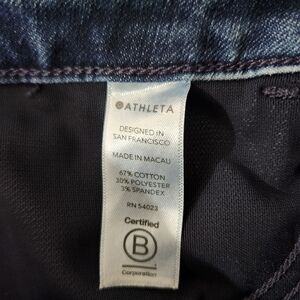 ATHLETA
DESIGNED IN
SAN FRANCISCO
MADE IN MACAU
67% COTTON
30% POLYESTER
3% SPANDEX
RN 54023
Certified
B
Corporation